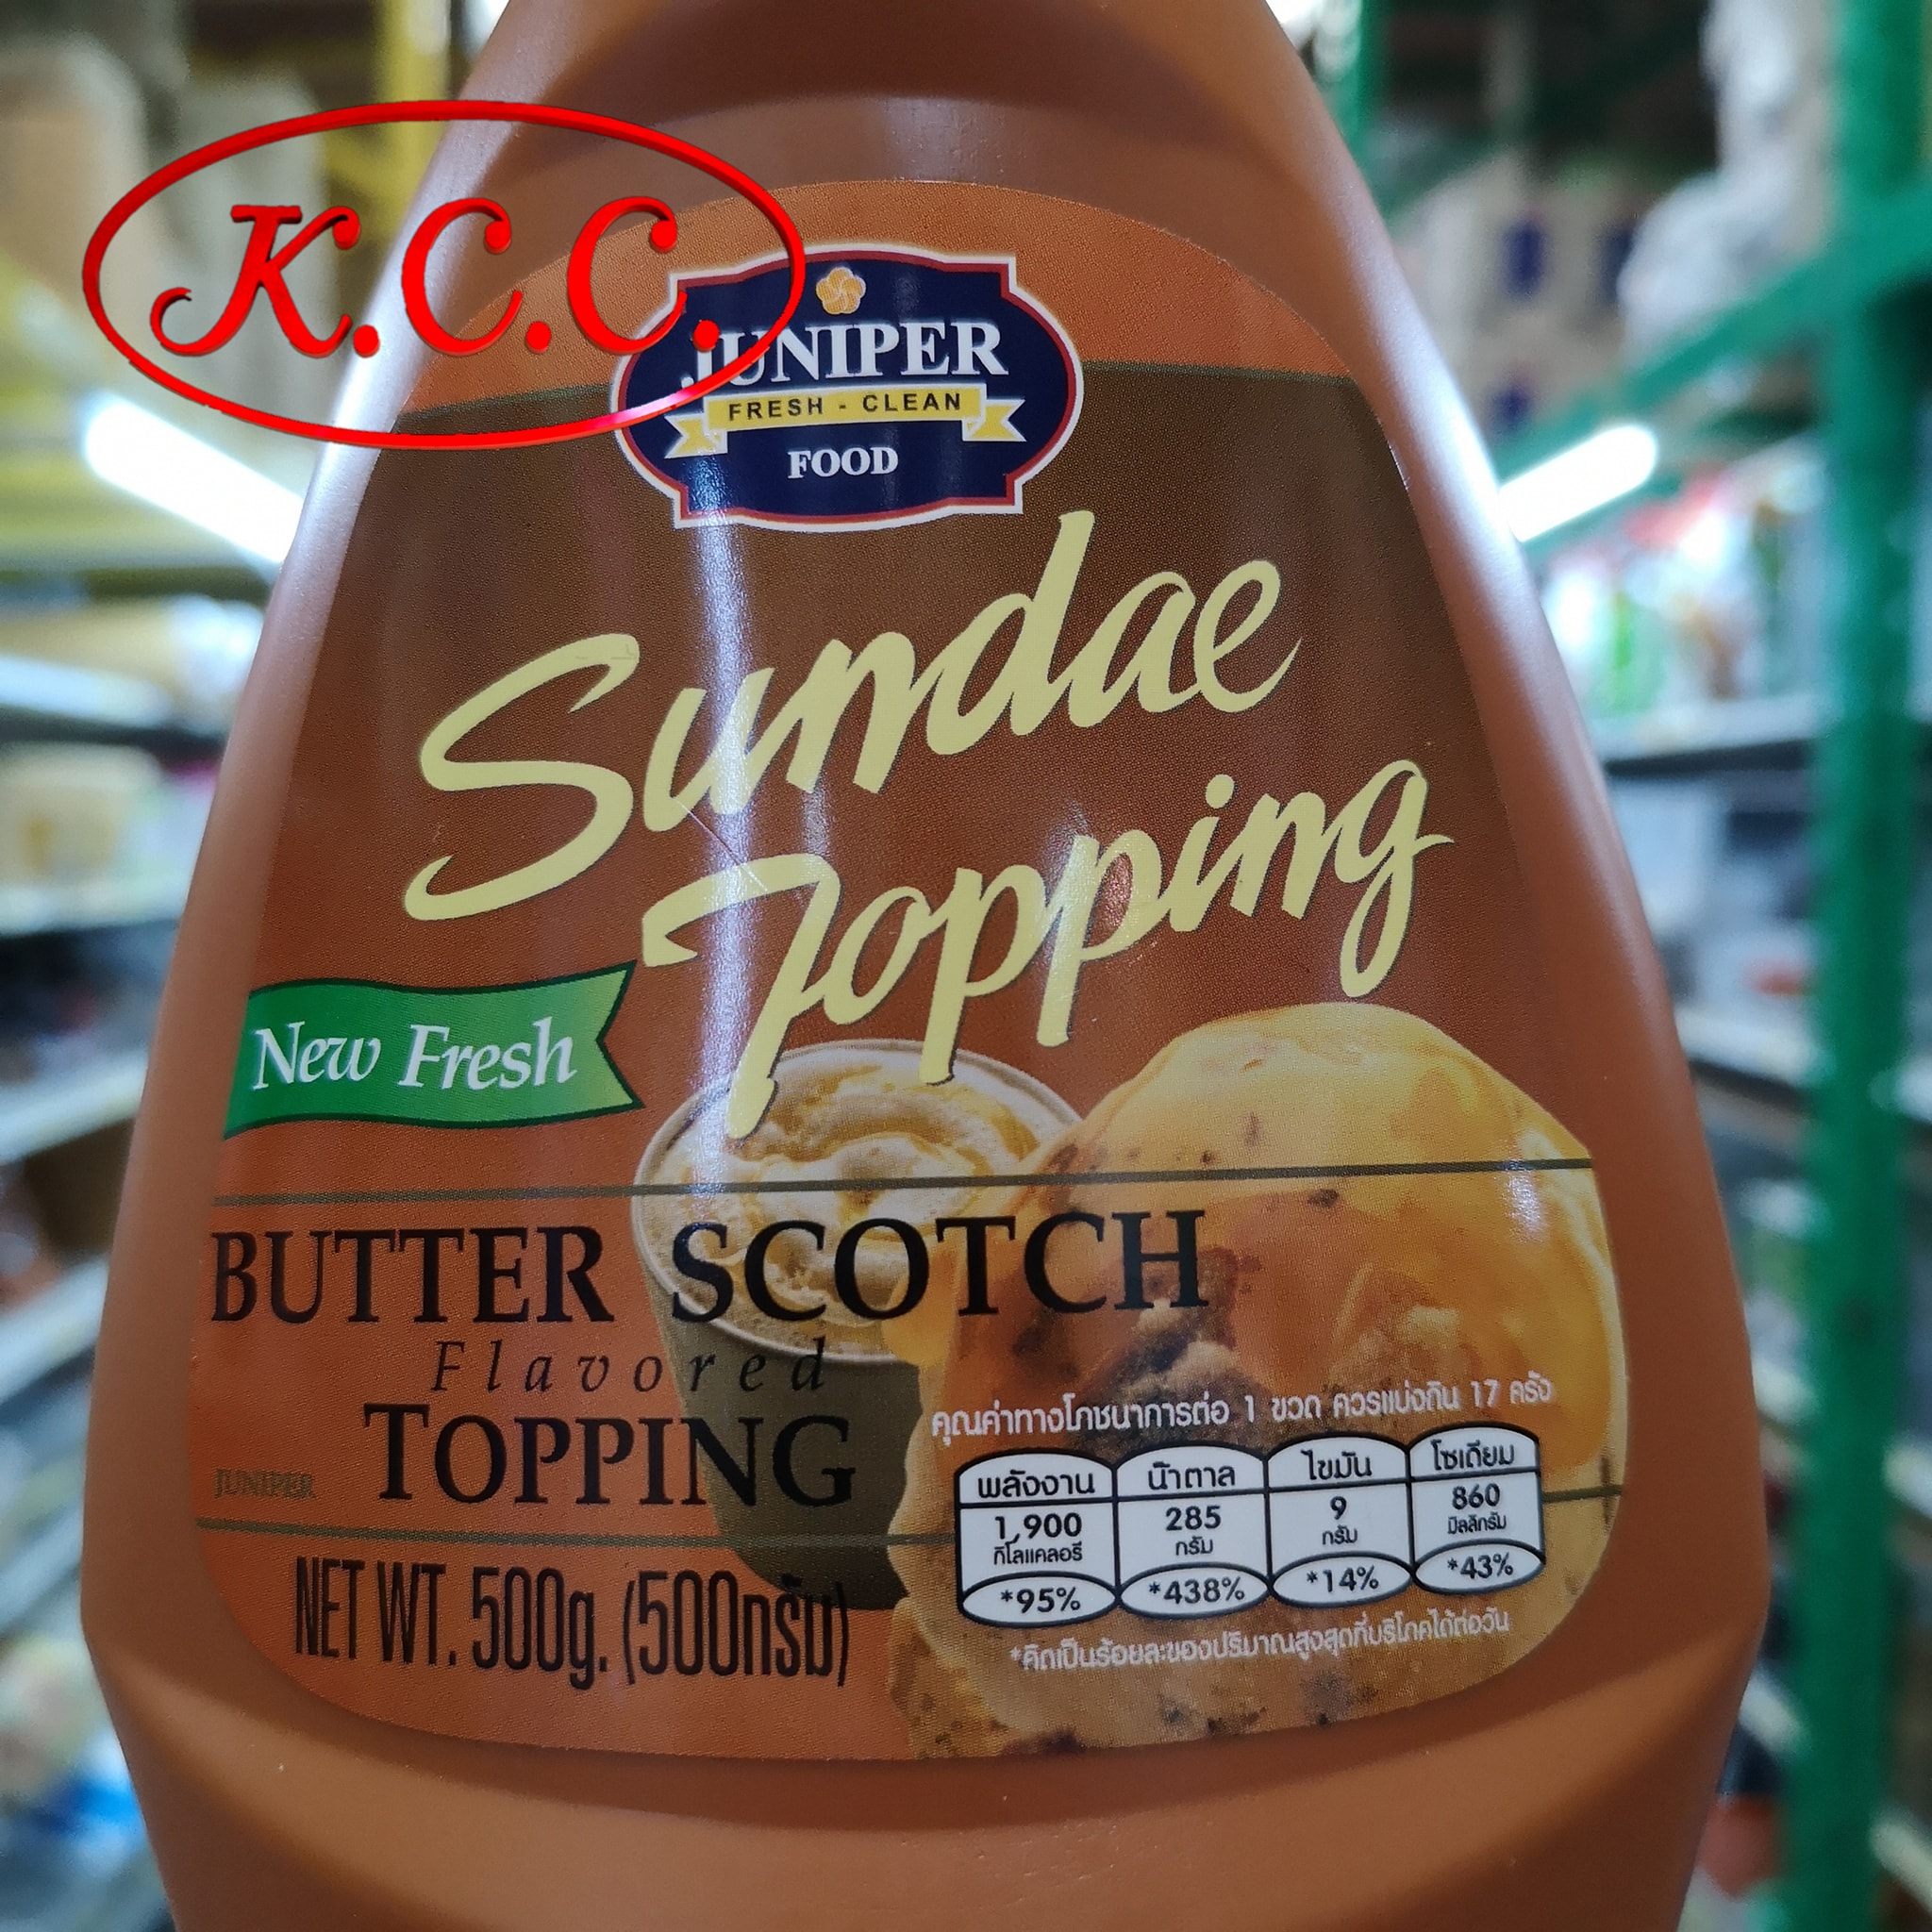 K.C.C.
JUNIPER
FRESH - CLEAN
FOOD
Sundae
Topping
New Fresh
BUTTER SCOTCH
Flavored
TOPPING
JUNIPER
NET WT. 500g. (500กรัม)
คุณค่าทางโภชนาการต่อ 1 ขวด ควรแบ่งกิน 17 ครั้ง
พลังงาน น้ำตาล ไขมัน โซเดียม
1,900 285 9 860
กิโลแคลอรี กรัม กรัม มิลลิกรัม
*95% *438% *14% *43%
*คิดเป็นร้อยละของปริมาณสูงสุดที่บริโภคได้ต่อวัน